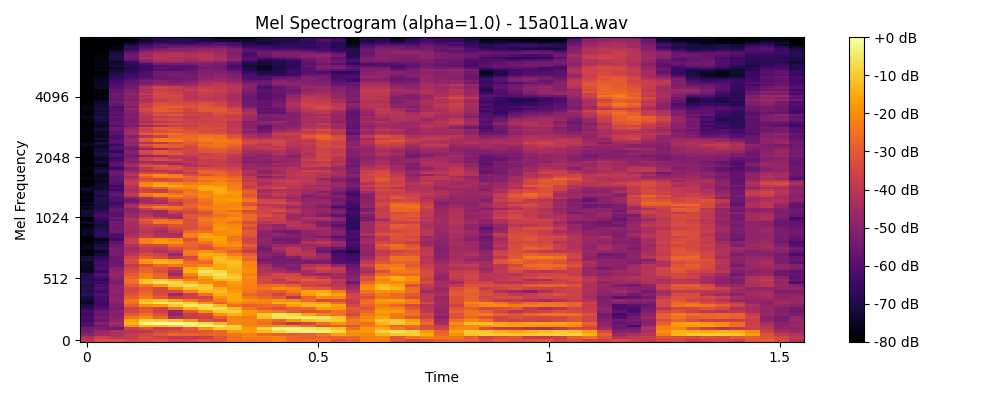 Mel Spectrogram (alpha=1.0) - 15a01La.wav
Mel Frequency
4096
2048
1024
512
0
0
0.5
1
1.5
Time
+0 dB
-10 dB
-20 dB
-30 dB
-40 dB
-50 dB
-60 dB
-70 dB
-80 dB